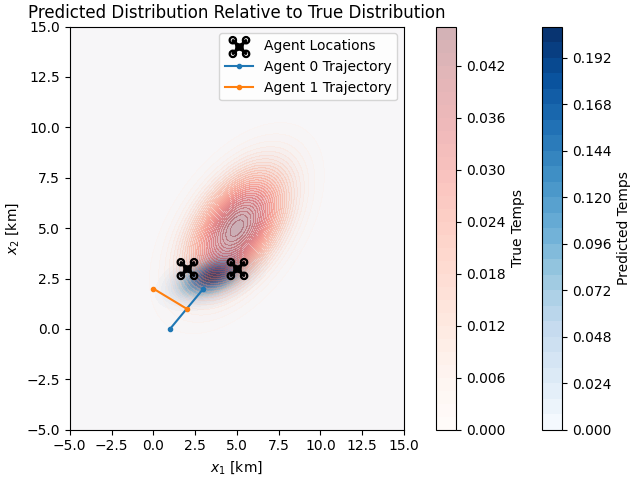 Predicted Distribution Relative to True Distribution
Agent Locations
Agent 0 Trajectory
Agent 1 Trajectory
15.0
12.5
10.0
7.5
5.0
2.5
0.0
−2.5
−5.0
x₂ [km]
−5.0 −2.5 0.0 2.5 5.0 7.5 10.0 12.5 15.0
x₁ [km]
0.042
0.036
0.030
0.024
0.018
0.012
0.006
0.000
True Temps
0.192
0.168
0.144
0.120
0.096
0.072
0.048
0.024
0.000
Predicted Temps